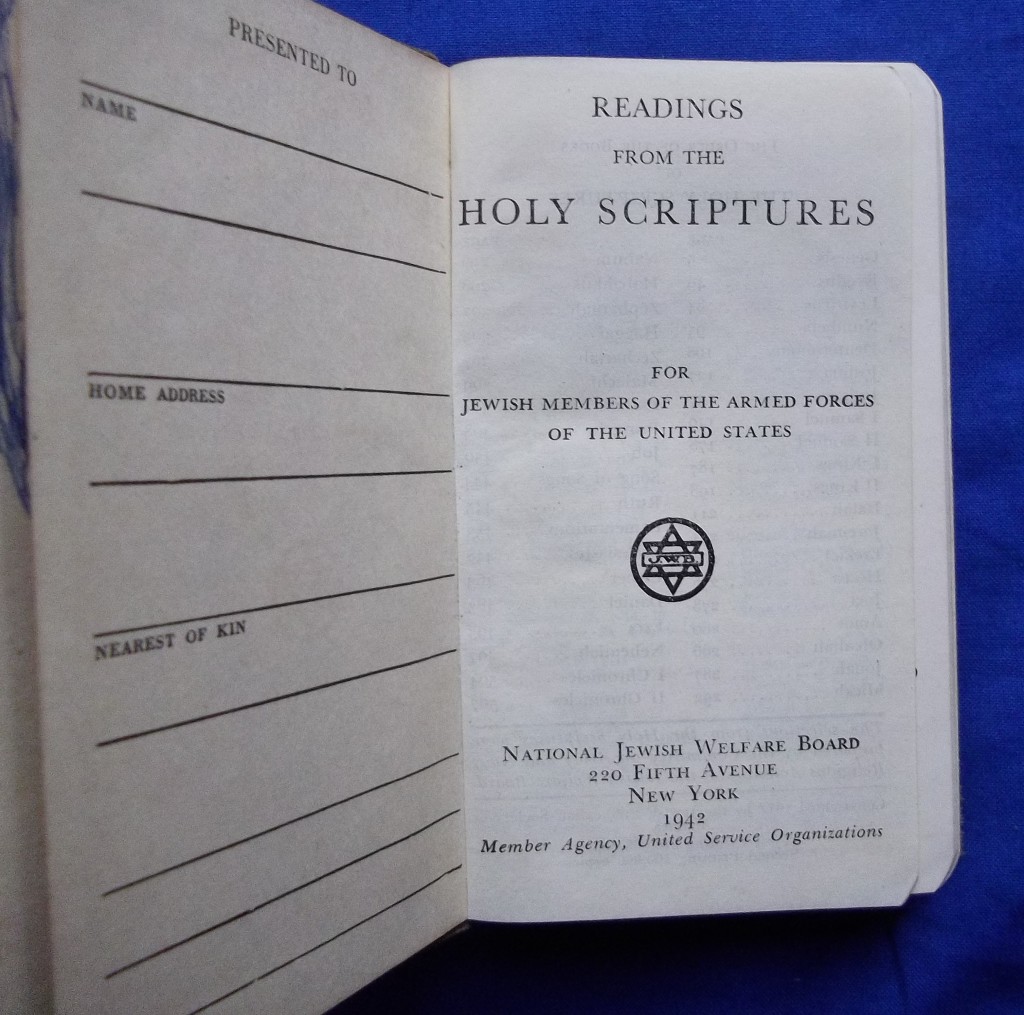 PRESENTED TO
NAME
HOME ADDRESS
NEAREST OF KIN
READINGS
FROM THE
HOLY SCRIPTURES
FOR
JEWISH MEMBERS OF THE ARMED FORCES
OF THE UNITED STATES
J.W.B.
NATIONAL JEWISH WELFARE BOARD
220 FIFTH AVENUE
NEW YORK
1942
Member Agency, United Service Organizations